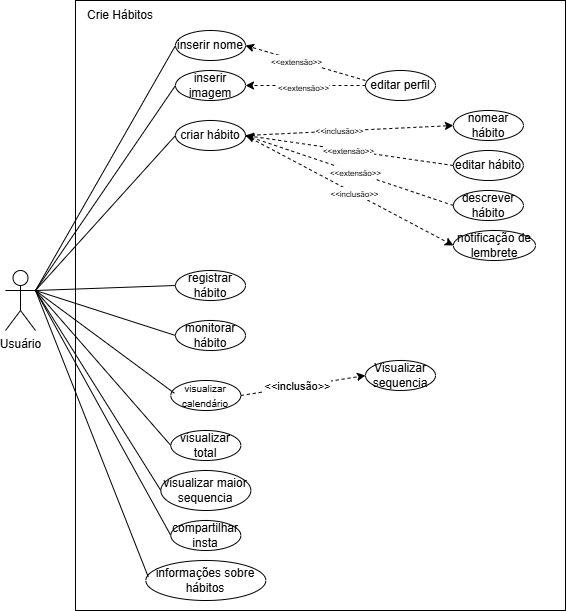 Crie Hábitos
inserir nome
<<extensão>>
inserir
imagem
<<extensão>>
editar perfil
criar hábito
<<inclusão>>
nomear
hábito
<<extensão>>
editar hábito
<<extensão>>
descrever
hábito
<<inclusão>>
notificação de
lembrete
Usuário
registrar
hábito
monitorar
hábito
visualizar
calendário
<<inclusão>>
Visualizar
sequencia
visualizar
total
visualizar maior
sequencia
compartilhar
insta
informações sobre
hábitos